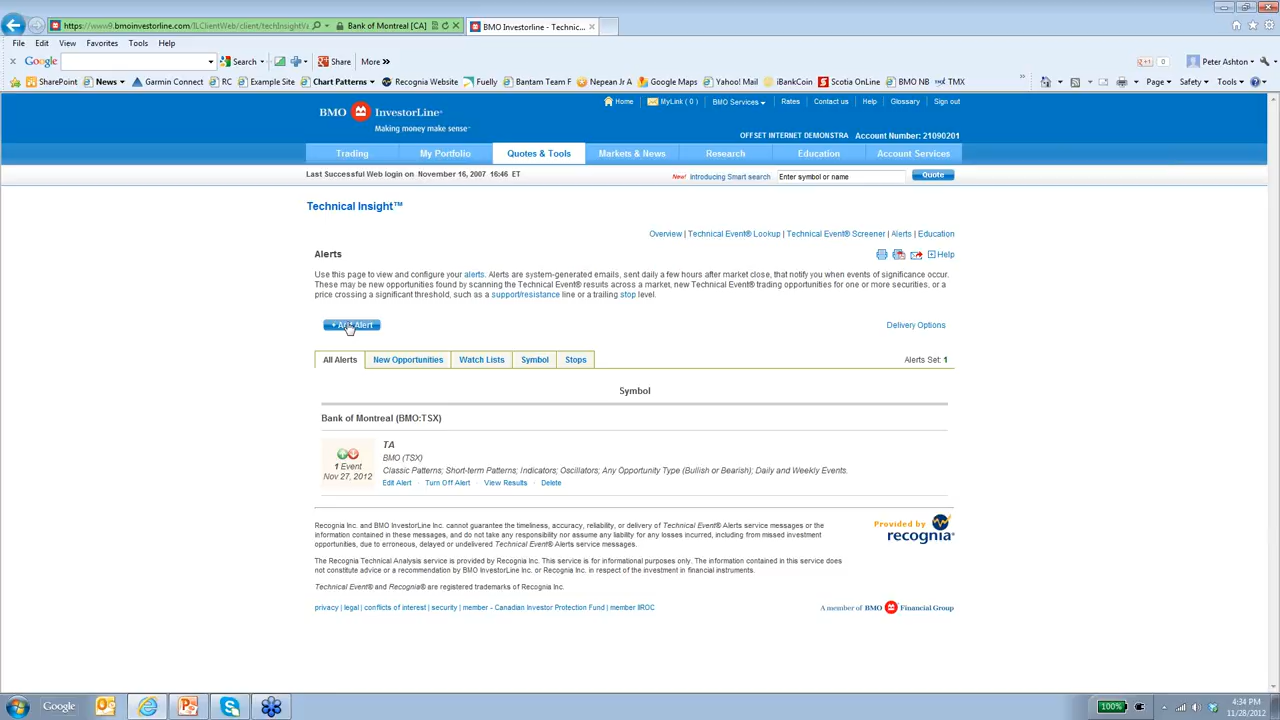 https://www9.bmoinvestorline.com/ILClientWeb/client/techInsight/
Bank of Montreal [CA]
BMO Investorline - Technic...
File Edit View Favorites Tools Help
Google Search Share More » Peter Ashton
SharePoint News Garmin Connect RC Example Site Chart Patterns Recognia Website Fuelly Bantam Team F Nepean Jr A Google Maps Yahoo! Mail iBankCoin Scotia OnLine BMO NB TMX » Page Safety Tools
Home MyLink ( 0 ) BMO Services Rates Contact us Help Glossary Sign out
BMO InvestorLine
Making money make sense
OFFSET INTERNET DEMONSTRA Account Number: 21090201
Trading My Portfolio Quotes & Tools Markets & News Research Education Account Services
Last Successful Web login on November 16, 2007 16:46 ET
New! Introducing Smart search Enter symbol or name Quote
Technical Insight™
Overview | Technical Event® Lookup | Technical Event® Screener | Alerts | Education
Alerts
Help
Use this page to view and configure your alerts. Alerts are system-generated emails, sent daily a few hours after market close, that notify you when events of significance occur.
These may be new opportunities found by scanning the Technical Event® results across a market, new Technical Event® trading opportunities for one or more securities, or a
price crossing a significant threshold, such as a support/resistance line or a trailing stop level.
+ Add Alert
Delivery Options
All Alerts New Opportunities Watch Lists Symbol Stops Alerts Set: 1
Symbol
Bank of Montreal (BMO:TSX)
TA
BMO (TSX)
1 Event
Nov 27, 2012
Classic Patterns; Short-term Patterns; Indicators; Oscillators; Any Opportunity Type (Bullish or Bearish); Daily and Weekly Events.
Edit Alert · Turn Off Alert · View Results · Delete
Recognia Inc. and BMO InvestorLine Inc. cannot guarantee the timeliness, accuracy, reliability, or delivery of Technical Event® Alerts service messages or the
information contained in these messages, and do not take any responsibility nor assume any liability for any losses incurred, including from missed investment
opportunities, due to erroneous, delayed or undelivered Technical Event® Alerts service messages.
Provided by
recognia
The Recognia Technical Analysis service is provided by Recognia Inc. This service is for informational purposes only. The information contained in this service does
not constitute advice or a recommendation by BMO InvestorLine Inc. or Recognia Inc. in respect of the investment in financial instruments.
Technical Event® and Recognia® are registered trademarks of Recognia Inc.
privacy | legal | conflicts of interest | security | member - Canadian Investor Protection Fund | member IIROC
A member of BMO Financial Group
Google
100%
4:34 PM
11/28/2012